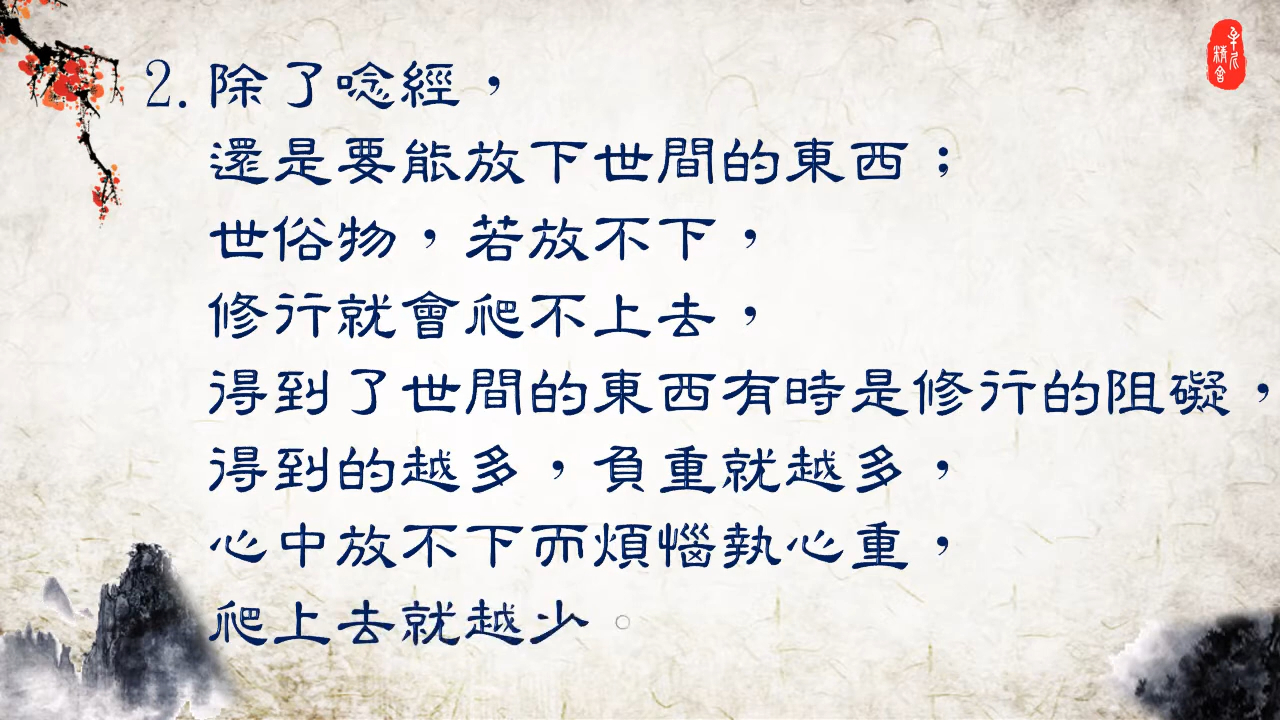 2.除了唸經，
還是要能放下世間的東西；
世俗物，若放不下，
修行就會爬不上去，
得到了世間的東西有時是修行的阻礙，
得到的越多，負重就越多，
心中放不下而煩惱執心重，
爬上去就越少。